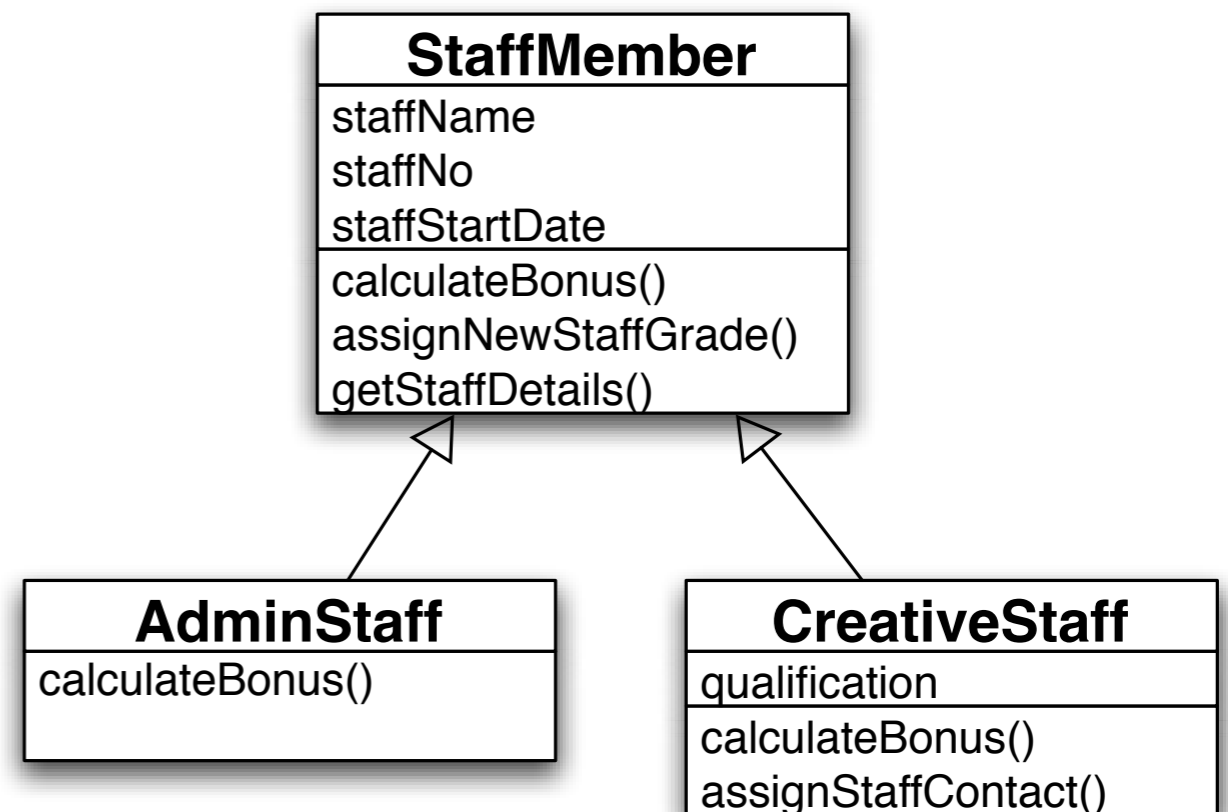 StaffMember
staffName
staffNo
staffStartDate
calculateBonus()
assignNewStaffGrade()
getStaffDetails()
AdminStaff
calculateBonus()
CreativeStaff
qualification
calculateBonus()
assignStaffContact()